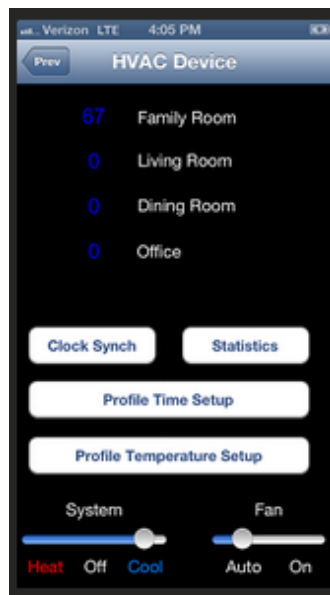 Verizon LTE 4:05 PM
Prev HVAC Device
67 Family Room
0 Living Room
0 Dining Room
0 Office
Clock Synch Statistics
Profile Time Setup
Profile Temperature Setup
System Fan
Heat Off Cool Auto On